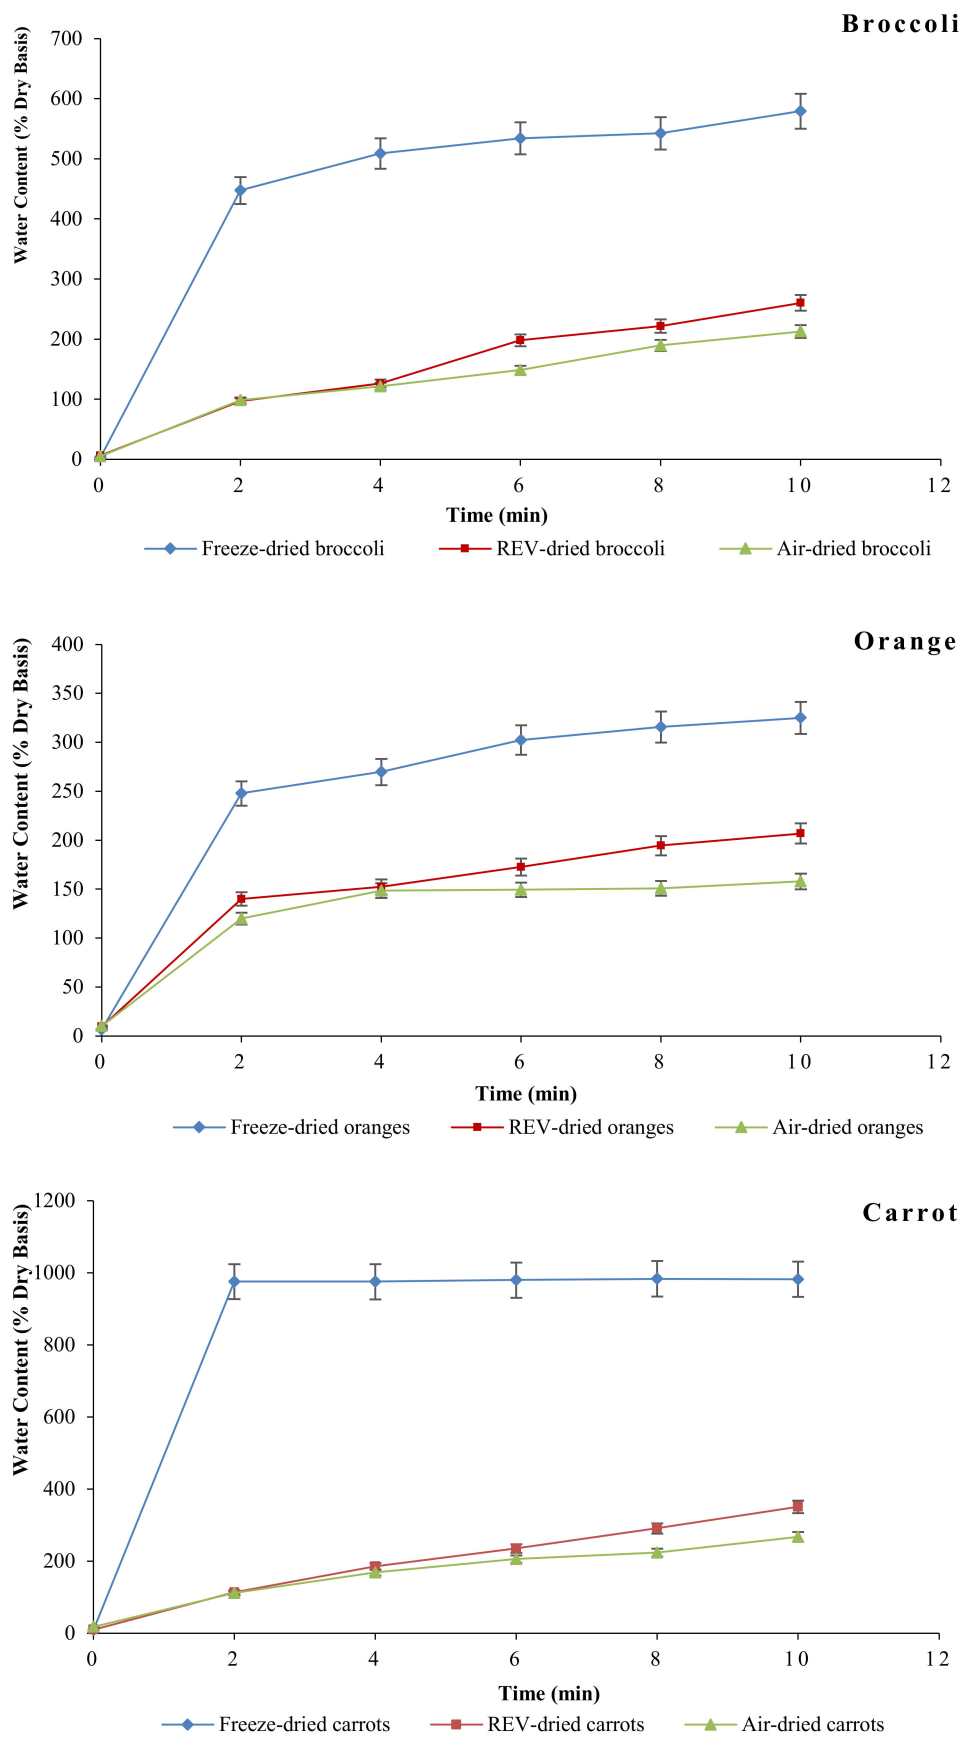 Broccoli
Water Content (% Dry Basis)
700
600
500
400
300
200
100
0
0 2 4 6 8 10 12
Time (min)
Freeze-dried broccoli REV-dried broccoli Air-dried broccoli
Orange
Water Content (% Dry Basis)
400
350
300
250
200
150
100
50
0
0 2 4 6 8 10 12
Time (min)
Freeze-dried oranges REV-dried oranges Air-dried oranges
Carrot
Water Content (% Dry Basis)
1200
1000
800
600
400
200
0
0 2 4 6 8 10 12
Time (min)
Freeze-dried carrots REV-dried carrots Air-dried carrots